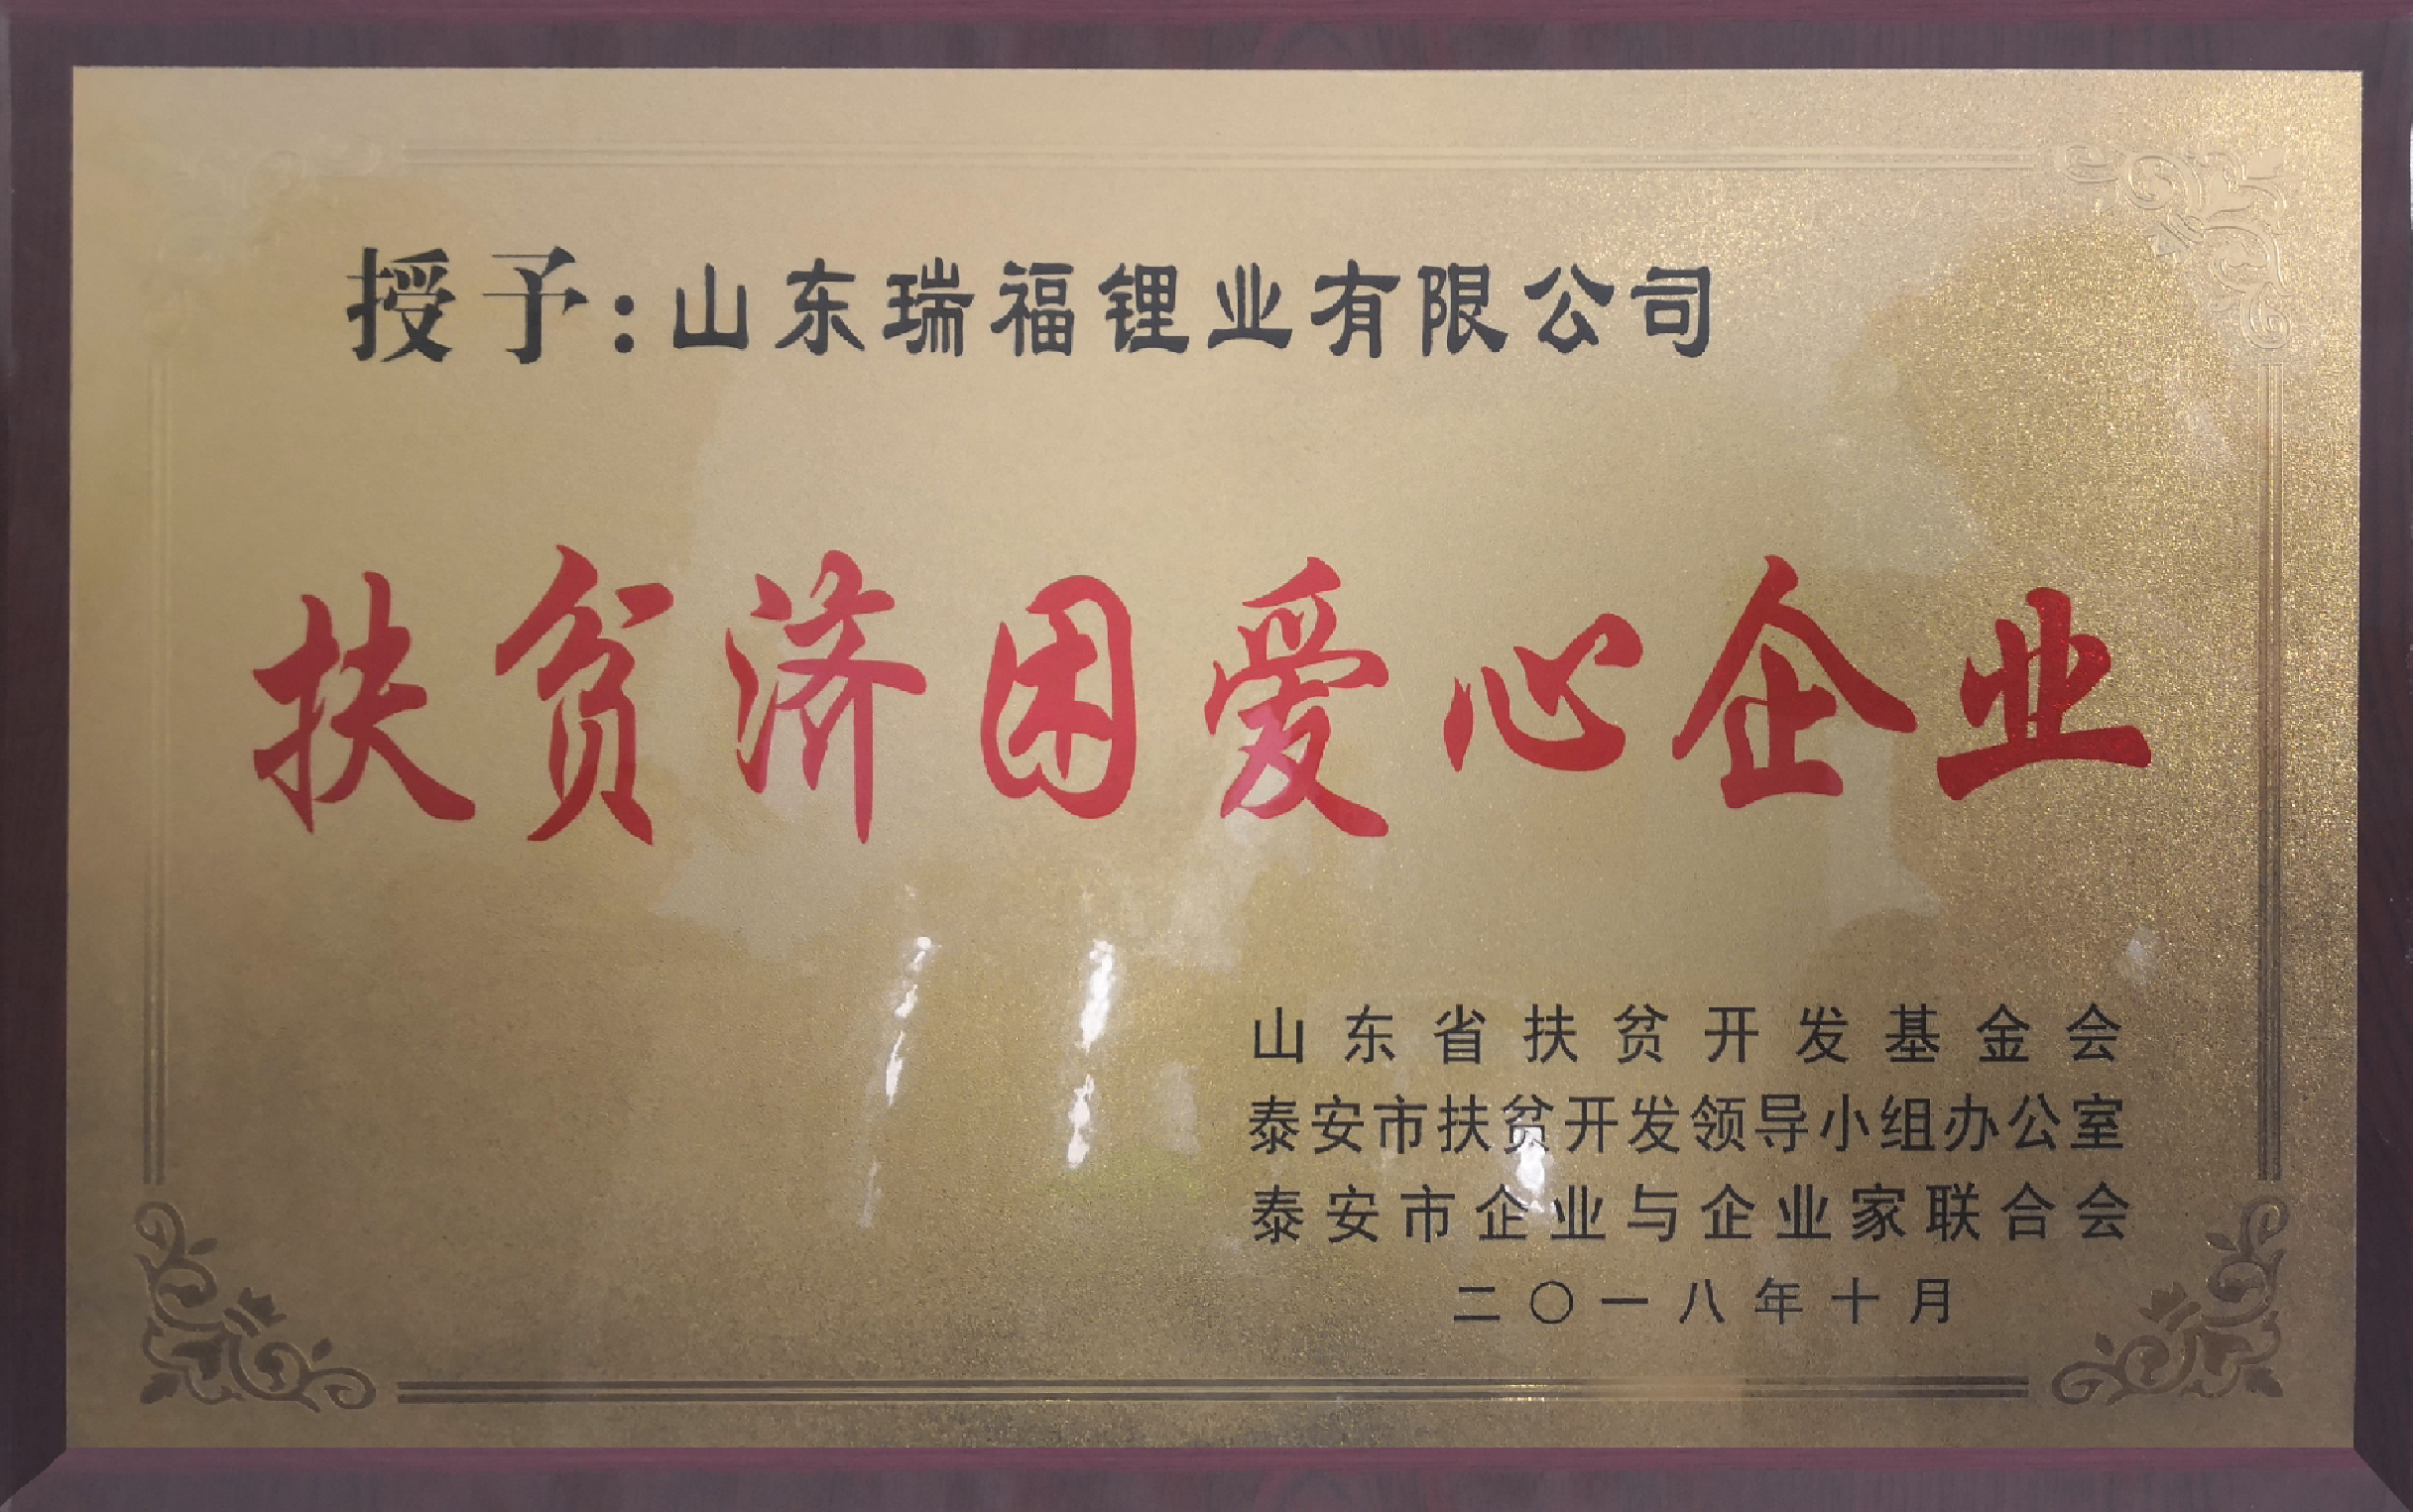 授予:山东瑞福锂业有限公司
扶贫济困爱心企业
山东省扶贫开发基金会
泰安市扶贫开发领导小组办公室
泰安市企业与企业家联合会
二〇一八年十月